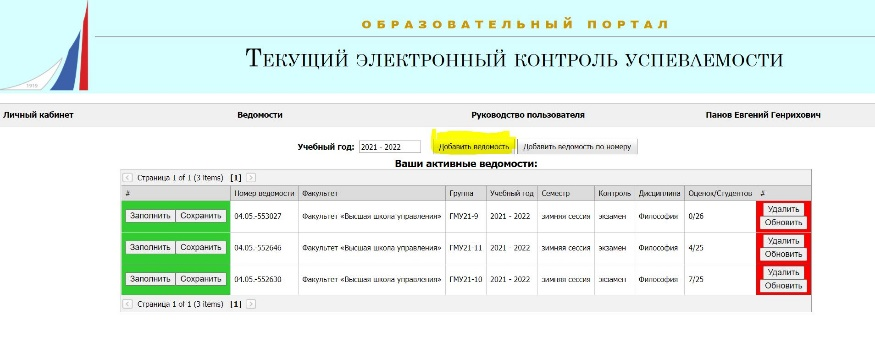 ОБРАЗОВАТЕЛЬНЫЙ ПОРТАЛ
ТЕКУЩИЙ ЭЛЕКТРОННЫЙ КОНТРОЛЬ УСПЕВАЕМОСТИ
1919
Личный кабинет Ведомости Руководство пользователя Панов Евгений Генрихович
Учебный год: 2021 - 2022 Добавить ведомость Добавить ведомость по номеру
Ваши активные ведомости:
Страница 1 of 1 (3 items) [1]
# Номер ведомости Факультет Группа Учебный год Семестр Контроль Дисциплина Оценок/Студентов #
Заполнить Сохранить 04.05.-553027 Факультет «Высшая школа управления» ГМУ21-9 2021 - 2022 зимняя сессия экзамен Философия 0/26 Удалить
Обновить
Заполнить Сохранить 04.05.-552646 Факультет «Высшая школа управления» ГМУ21-11 2021 - 2022 зимняя сессия экзамен Философия 4/25 Удалить
Обновить
Заполнить Сохранить 04.05.-552630 Факультет «Высшая школа управления» ГМУ21-10 2021 - 2022 зимняя сессия экзамен Философия 7/25 Удалить
Обновить
Страница 1 of 1 (3 items) [1]